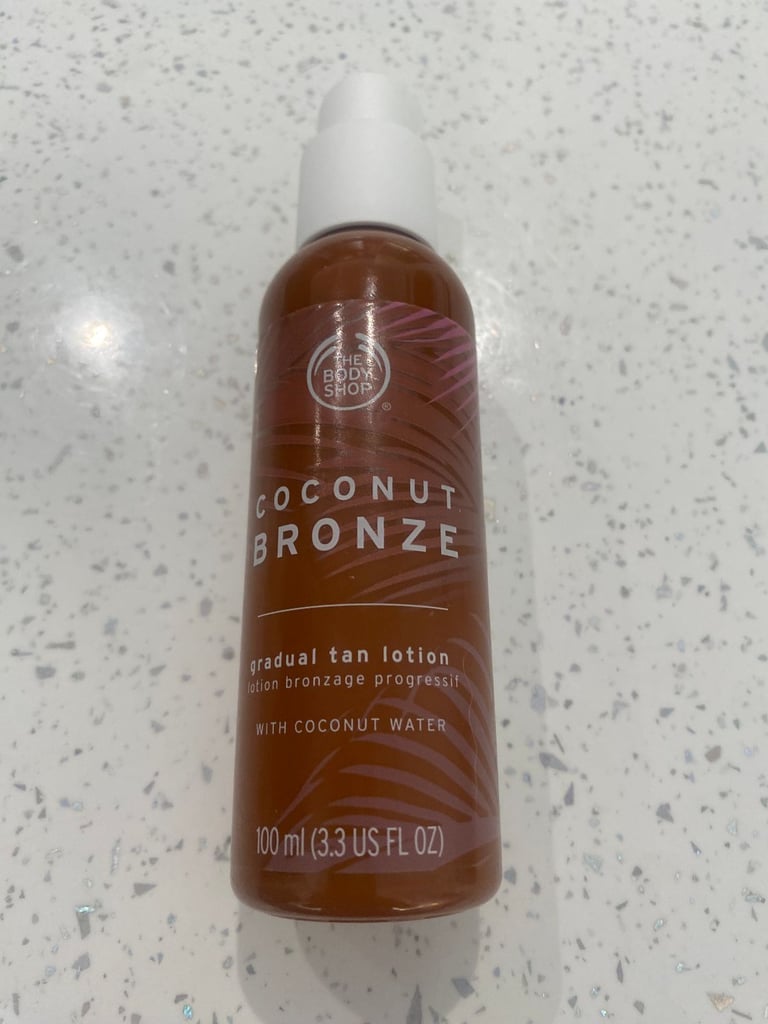 THE
BODY
SHOP
®
COCONUT
BRONZE
gradual tan lotion
lotion bronzage progressif
WITH COCONUT WATER
100 ml (3.3 US FL OZ)